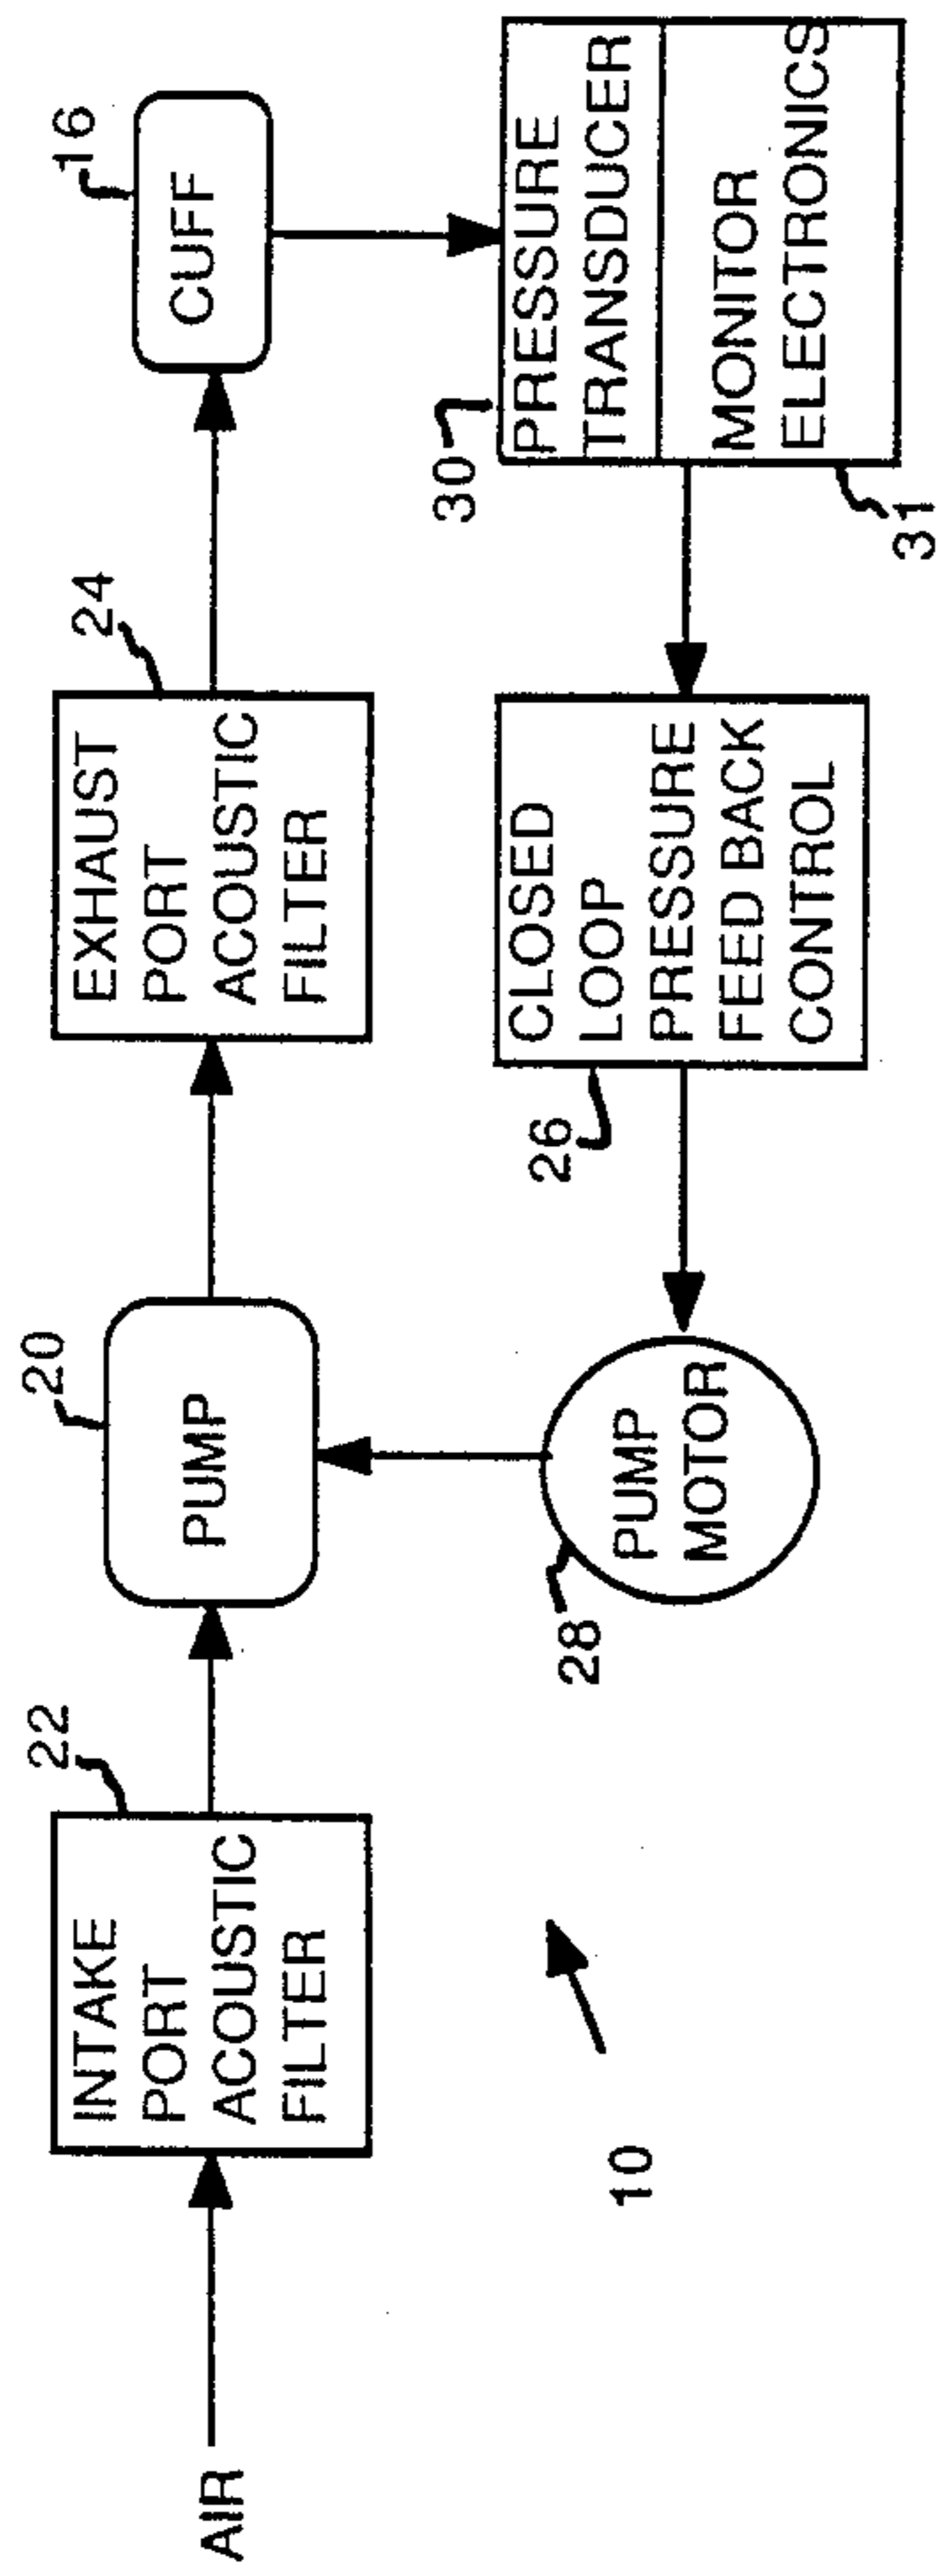 AIR
22
INTAKE
PORT
ACOUSTIC
FILTER
20
PUMP
24
EXHAUST
PORT
ACOUSTIC
FILTER
16
CUFF
30
PRESSURE
TRANSDUCER
MONITOR
ELECTRONICS
31
26
CLOSED
LOOP
PRESSURE
FEED BACK
CONTROL
28
PUMP
MOTOR
10